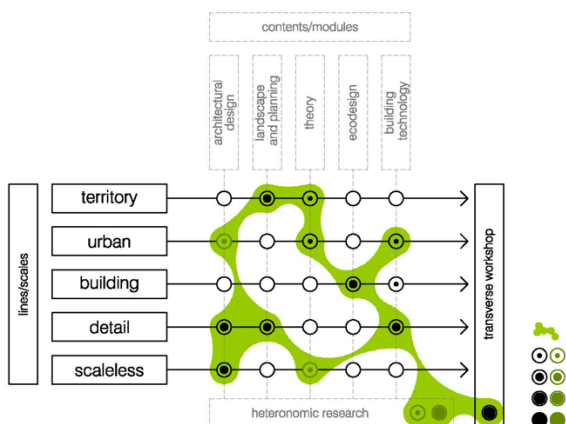 contents/modules
architectural
design
landscape
and planning
theory
ecodesign
building
technology
lines/scales
territory
urban
building
detail
scaleless
transverse workshop
heteronomic research